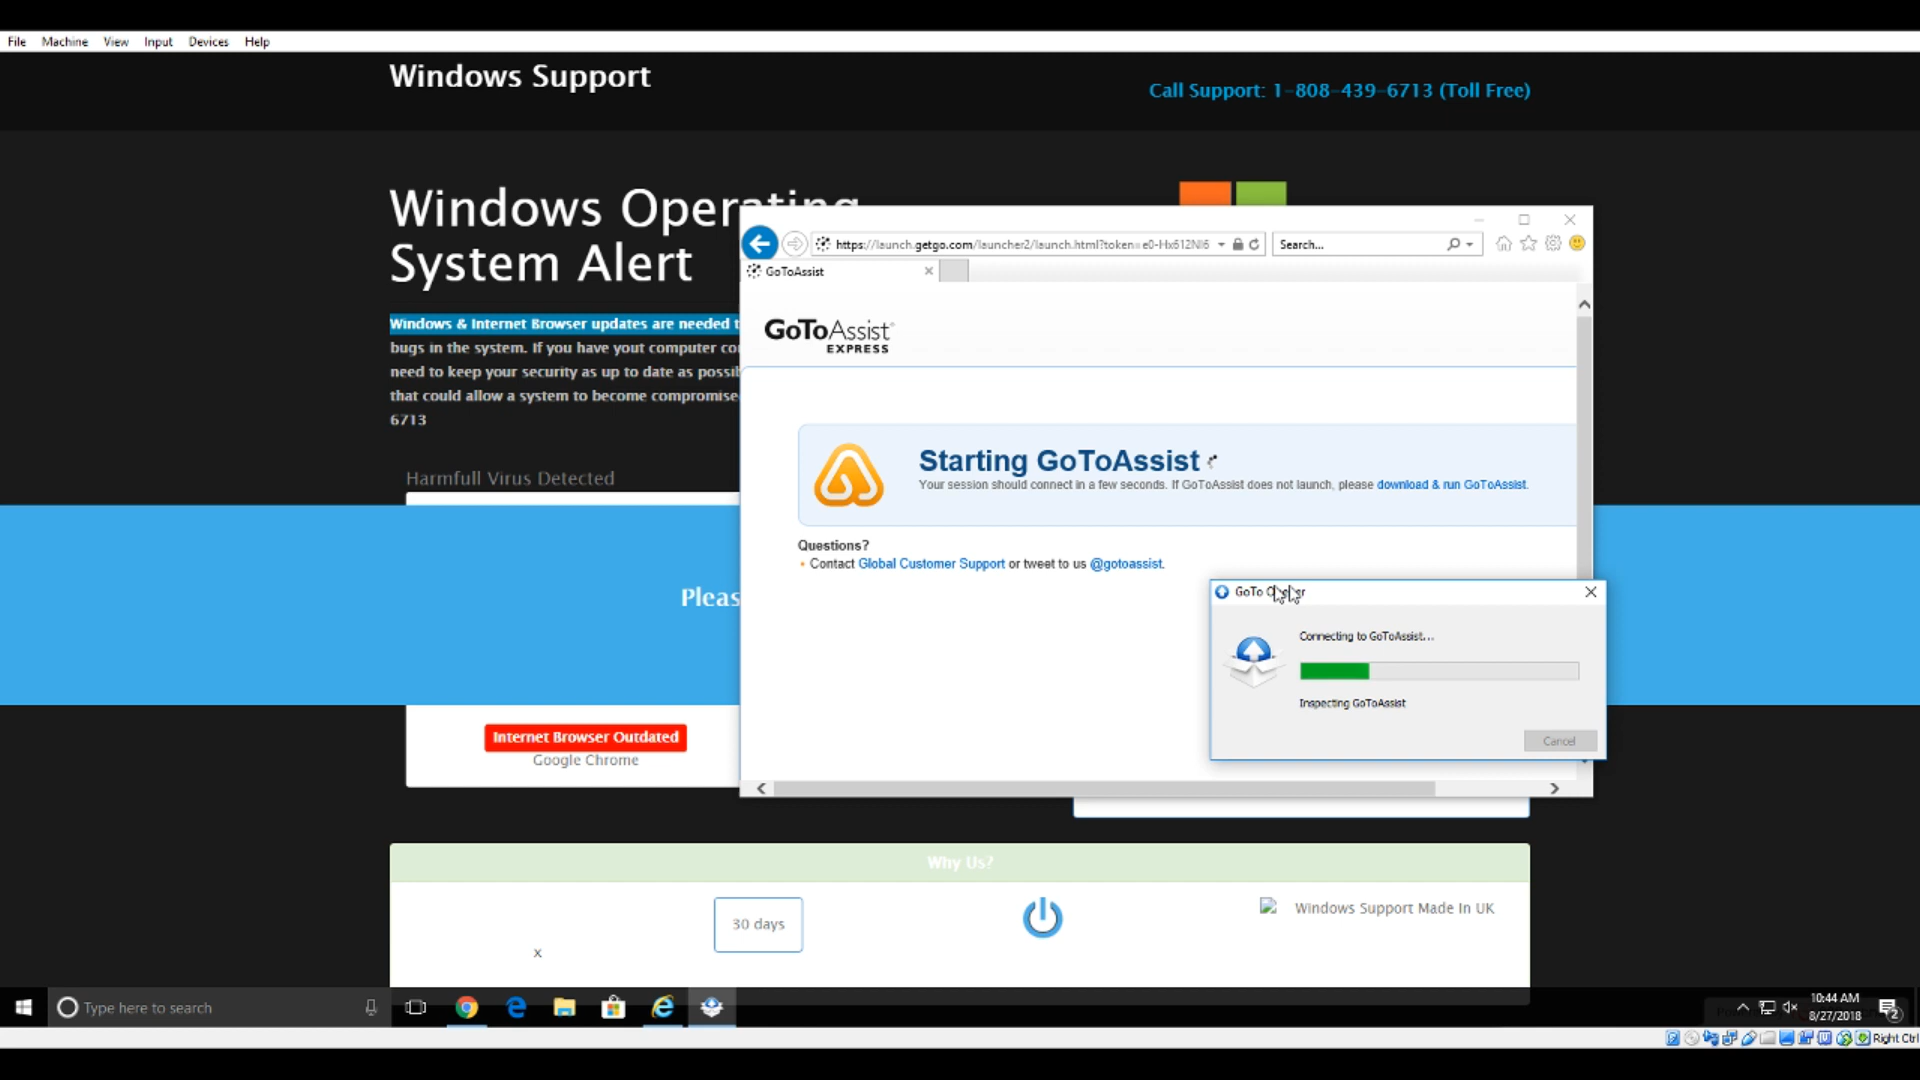 File Machine View Input Devices Help
Windows Support
Call Support: 1-808-439-6713 (Toll Free)
Windows Operating
System Alert
Windows & Internet Browser updates are needed
bugs in the system. If you have yout computer
need to keep your security as up to date as
that could allow a system to become
6713
Harmfull Virus Detected
Internet Browser Outdated
Google Chrome
https://launch.getgo.com/launcher2/launch.html?token=e0-Hx612Nl6
Search...
GoToAssist
GoToAssist
EXPRESS
Starting GoToAssist
Your session should connect in a few seconds. If GoToAssist does not launch, please download & run GoToAssist.
Questions?
• Contact Global Customer Support or tweet to us @gotoassist.
GoTo
Connecting to GoToAssist...
Inspecting GoToAssist
Cancel
Why Us?
x
30 days
Windows Support Made In UK
Type here to search
10:44 AM
8/27/2018
2
Right Ctrl